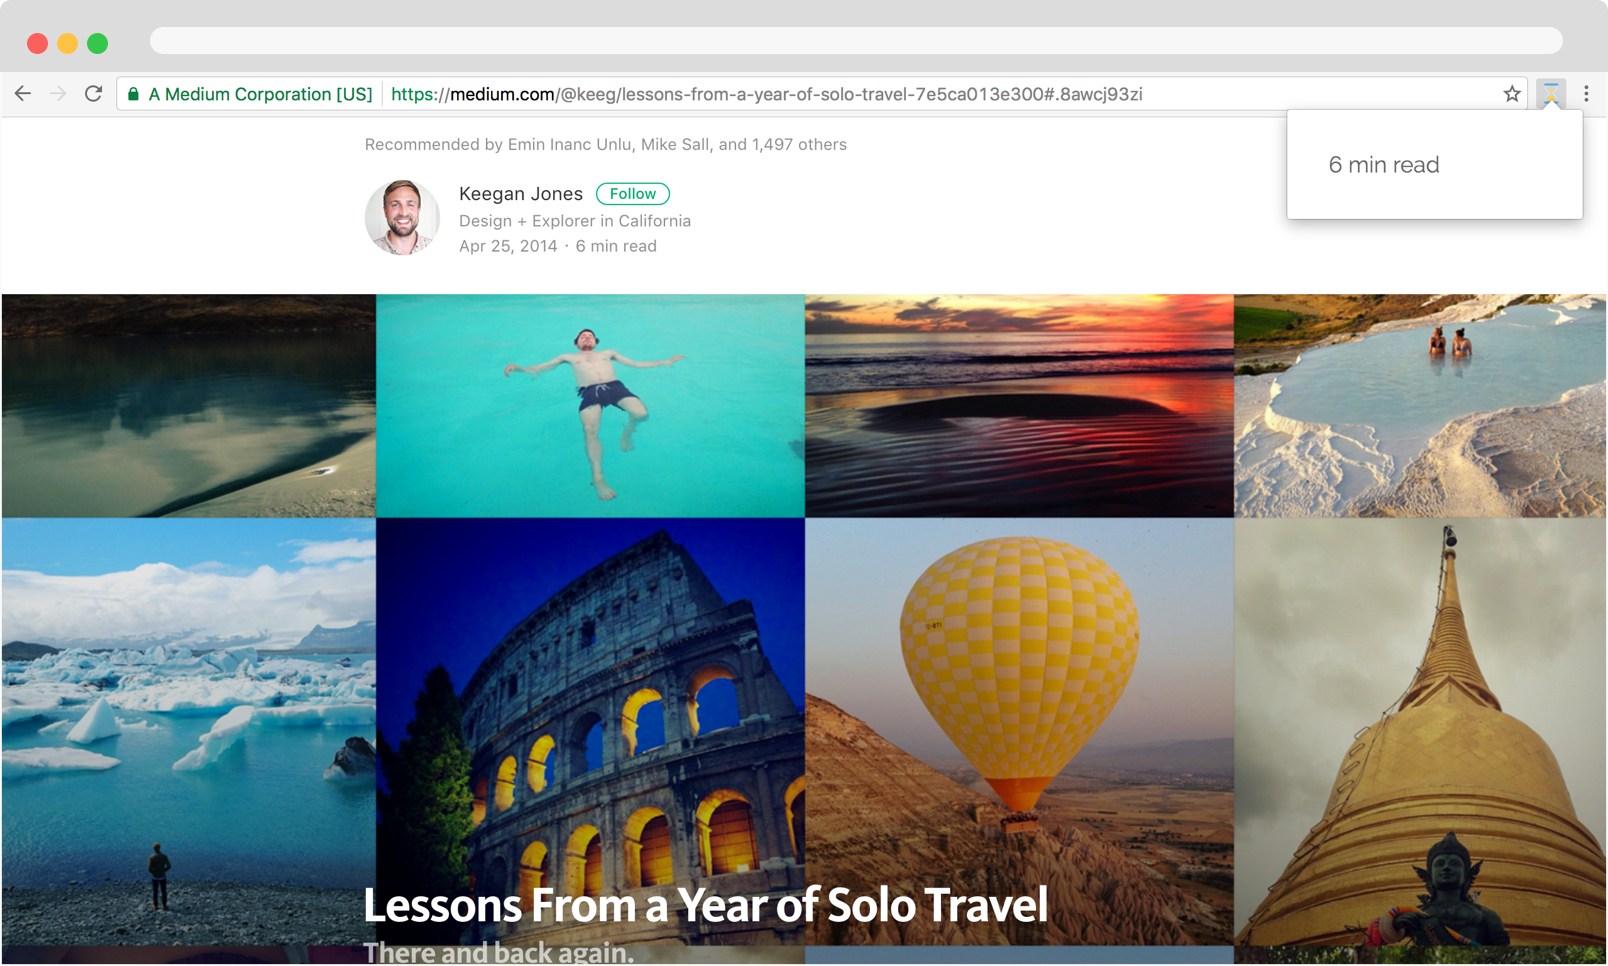 A Medium Corporation [US]
https://medium.com/@keeg/lessons-from-a-year-of-solo-travel-7e5ca013e300#.8awcj93zi
6 min read
Recommended by Emin Inanc Unlu, Mike Sall, and 1,497 others
Keegan Jones
Follow
Design + Explorer in California
Apr 25, 2014 · 6 min read
Lessons From a Year of Solo Travel
There and back again.